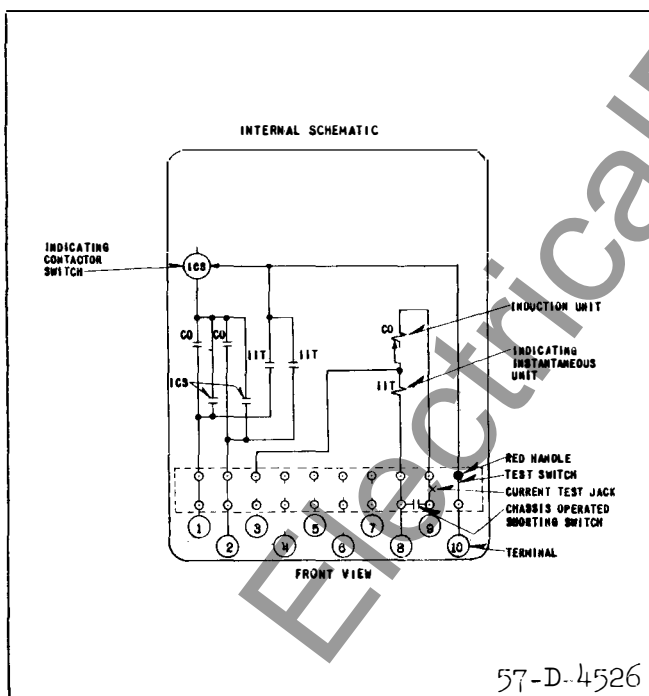 INTERNAL SCHEMATIC
INDICATING
CONTACTOR
SWITCH
ICS
CO
CO
IIT
IIT
ICS
CO
IIT
INDUCTION UNIT
INDICATING
INSTANTANEOUS
UNIT
RED HANDLE
TEST SWITCH
CURRENT TEST JACK
CHASSIS OPERATED
SHORTING SWITCH
TERMINAL
1
2
3
4
5
6
7
8
9
10
FRONT VIEW
57-D-4526
Electrical